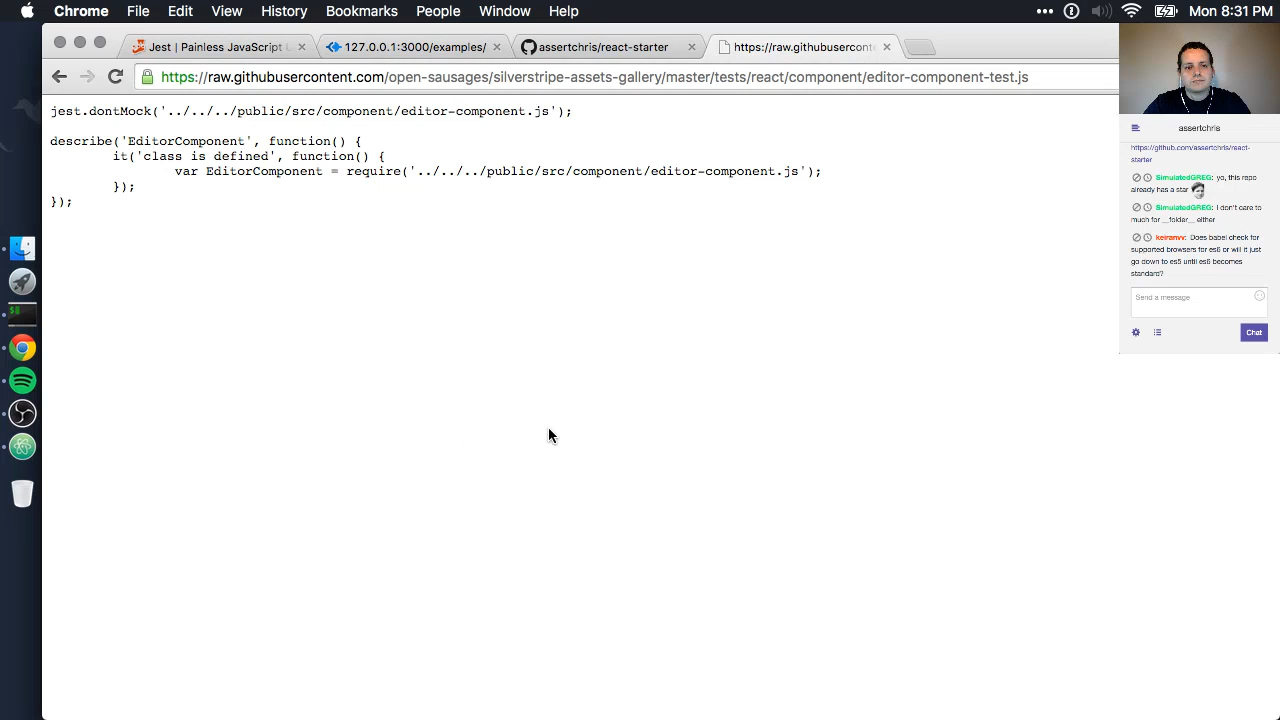 Chrome File Edit View History Bookmarks People Window Help
Mon 8:31 PM
Jest | Painless JavaScript U
127.0.0.1:3000/examples/
assertchris/react-starter
https://raw.githubuserconte
https://raw.githubusercontent.com/open-sausages/silverstripe-assets-gallery/master/tests/react/component/editor-component-test.js
jest.dontMock('../../../public/src/component/editor-component.js');
describe('EditorComponent', function() {
it('class is defined', function() {
var EditorComponent = require('../../../public/src/component/editor-component.js');
});
});
assertchris
https://github.com/assertchris/react-
starter
SimulatedGREG: yo, this repo
already has a star
SimulatedGREG: I don't care to
much for __folder__ either
keiranvv: Does babel check for
supported browsers for es6 or will it just
go down to es5 until es6 becomes
standard?
Send a message
Chat